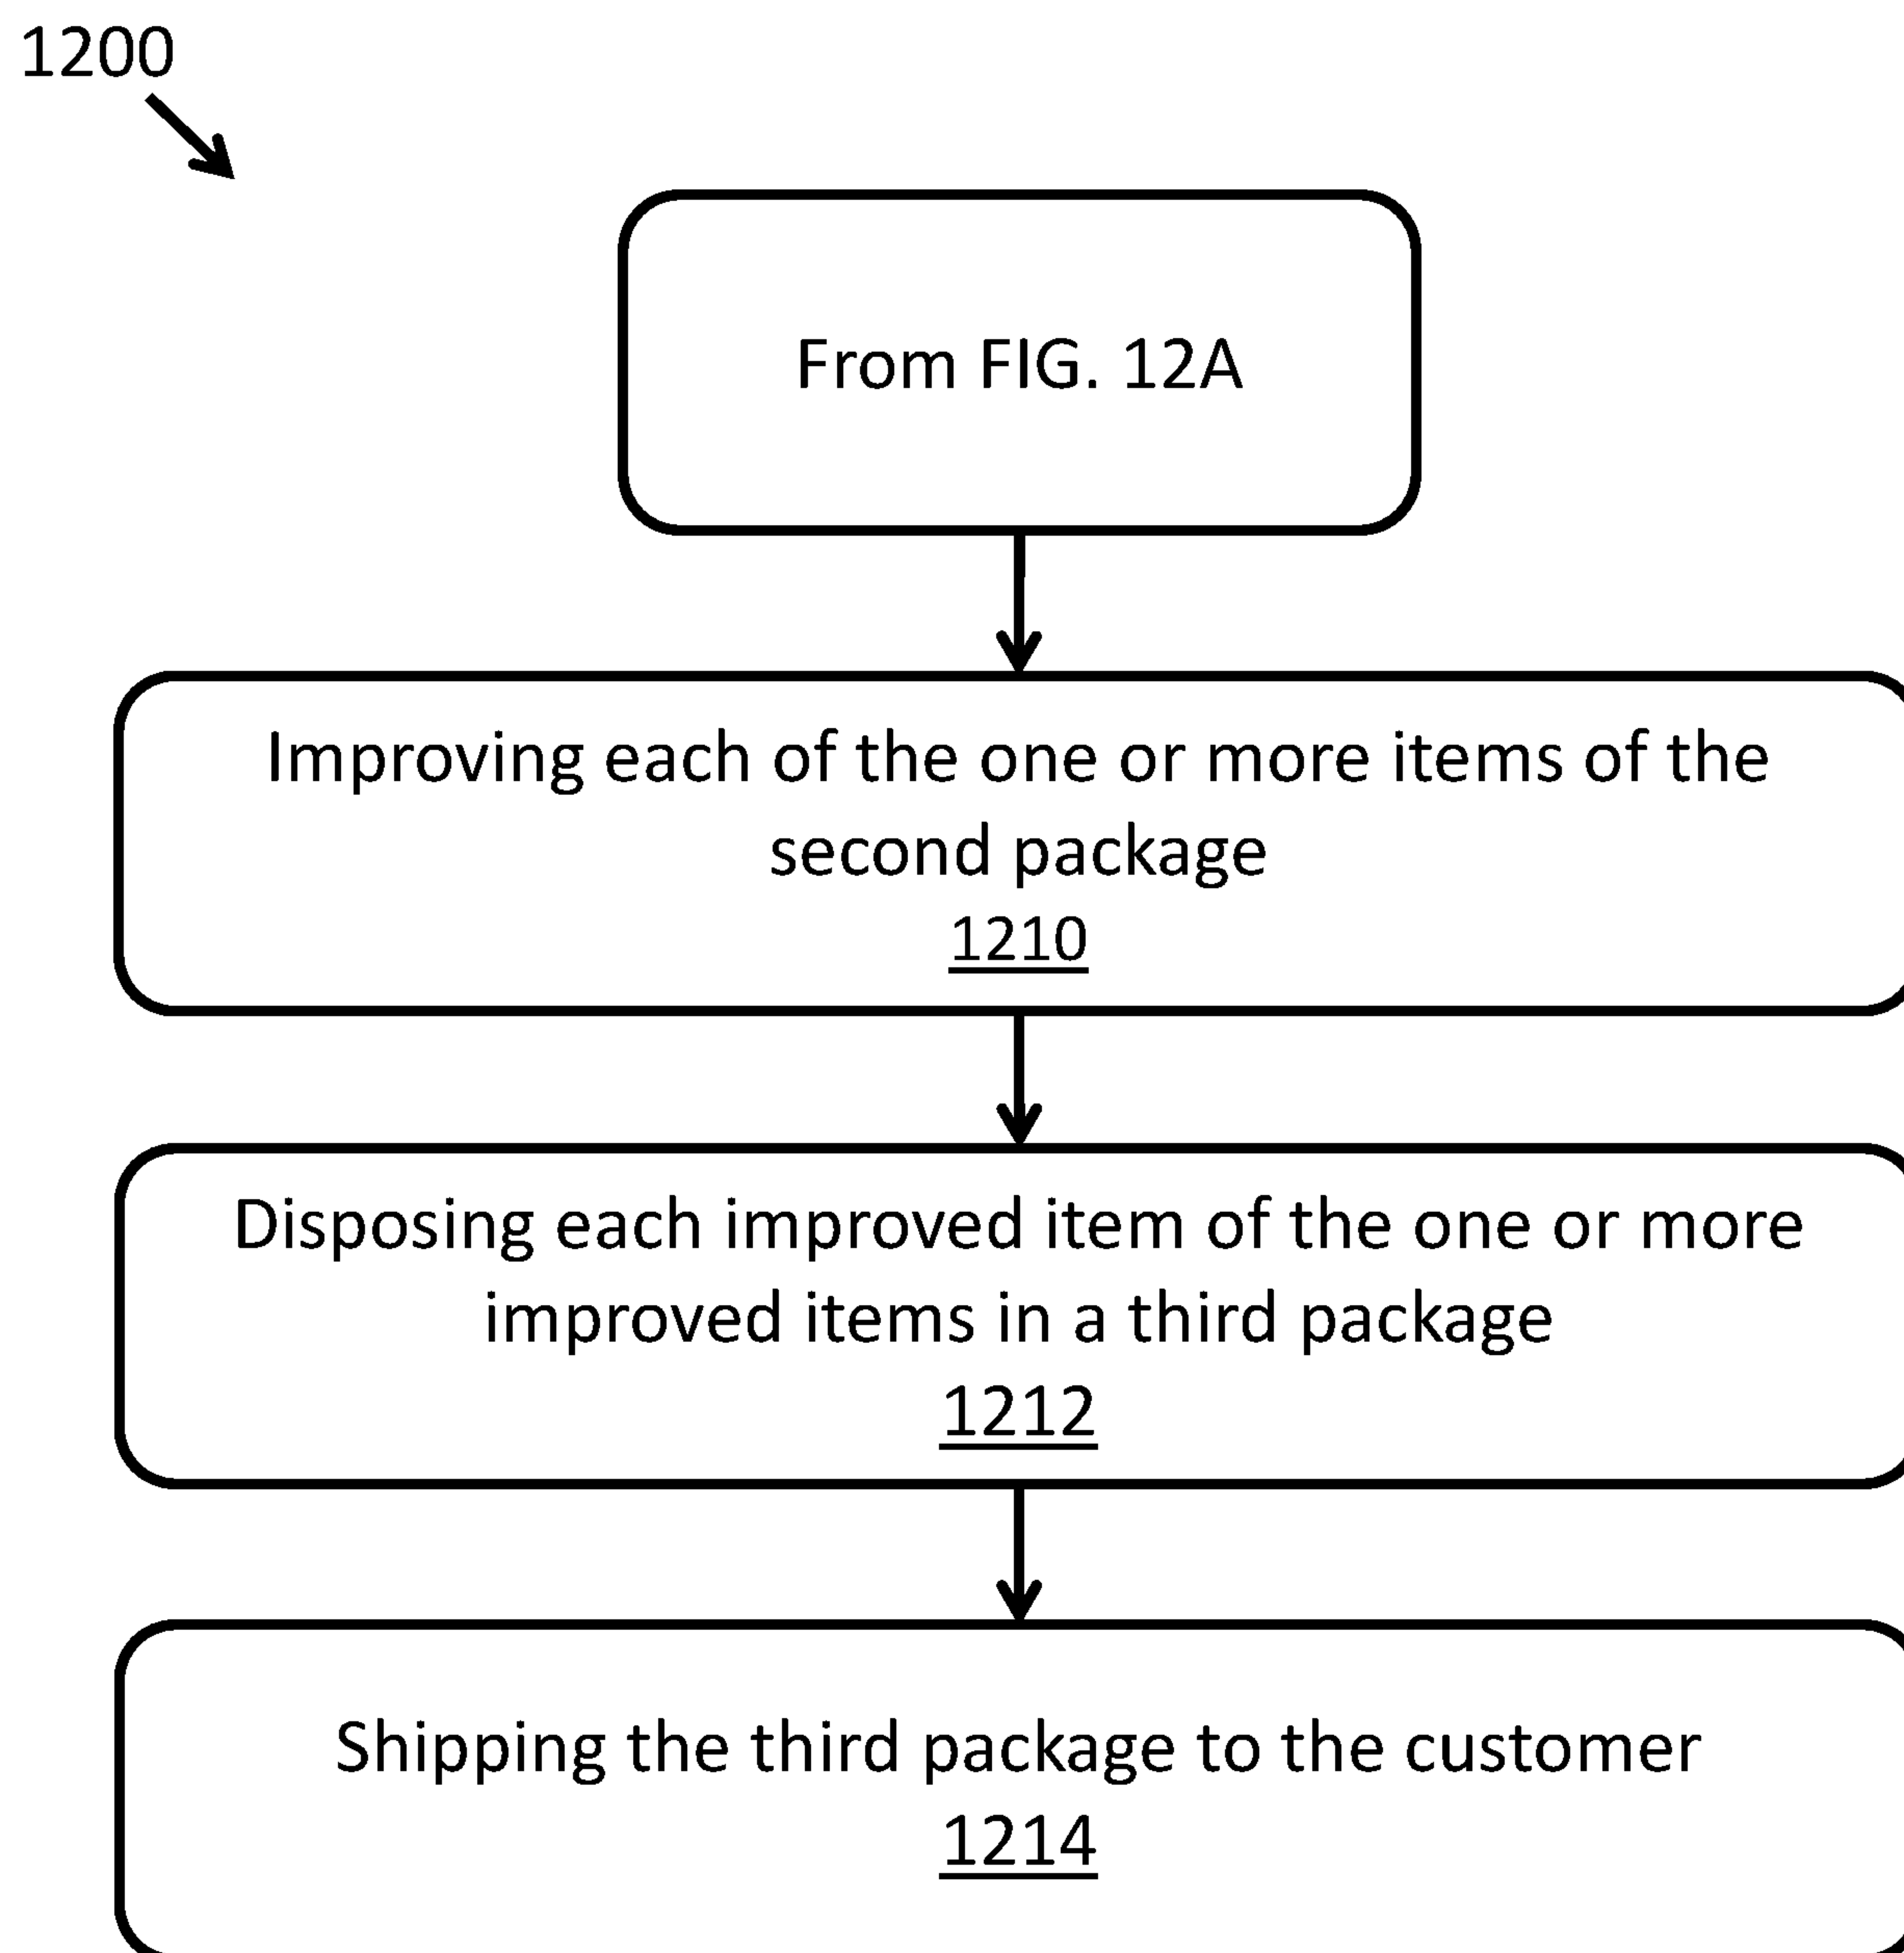 1200
From FIG. 12A
Improving each of the one or more items of the
second package
1210
Disposing each improved item of the one or more
improved items in a third package
1212
Shipping the third package to the customer
1214